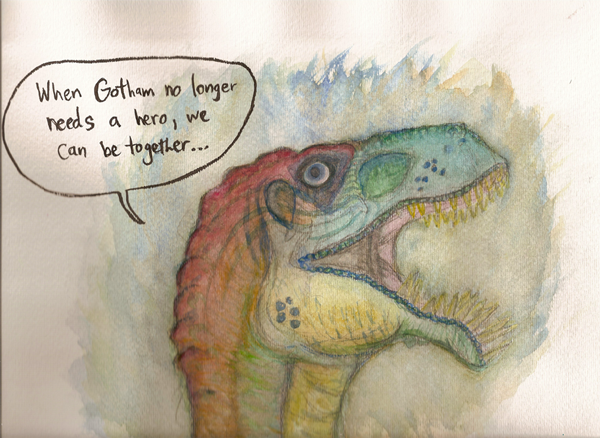 When Gotham no longer
needs a hero, we
can be together...